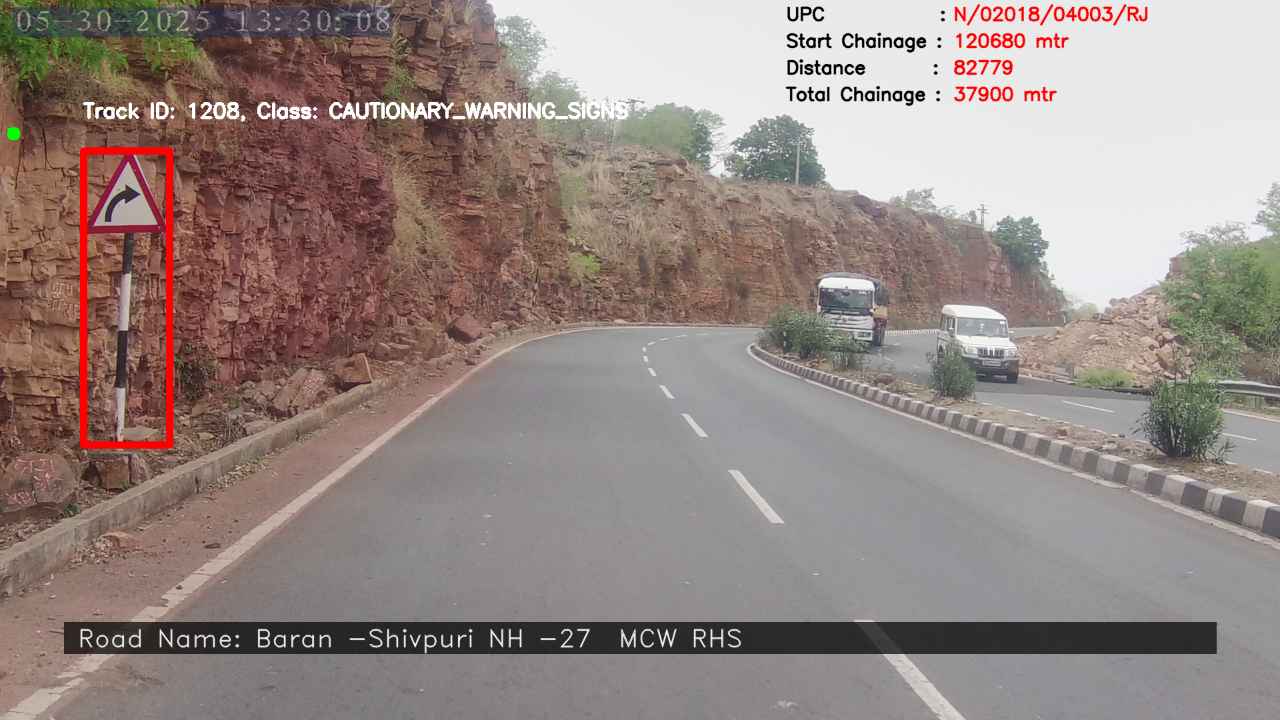 05-30-2025 13:30:08
UPC : N/02018/04003/RJ
Start Chainage : 120680 mtr
Distance : 82779
Total Chainage : 37900 mtr
Track ID: 1208, Class: CAUTIONARY_WARNING_SIGNS
Road Name: Baran -Shivpuri NH -27 MCW RHS